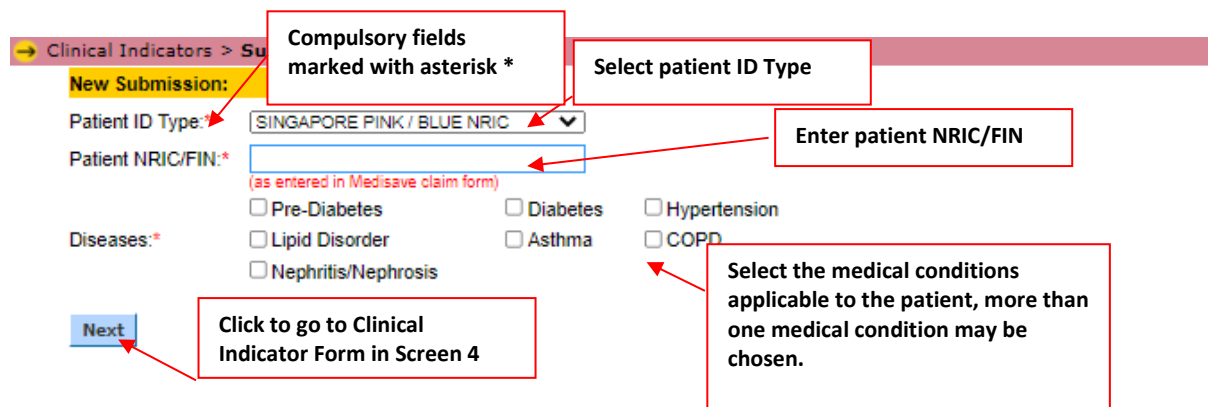 Clinical Indicators > Su
Compulsory fields
marked with asterisk *
Select patient ID Type
New Submission:
Patient ID Type:*
SINGAPORE PINK / BLUE NRIC
Enter patient NRIC/FIN
Patient NRIC/FIN:*
(as entered in Medisave claim form)
Diseases:*
Pre-Diabetes Diabetes Hypertension
Lipid Disorder Asthma COPD
Nephritis/Nephrosis
Select the medical conditions
applicable to the patient, more than
one medical condition may be
chosen.
Next
Click to go to Clinical
Indicator Form in Screen 4